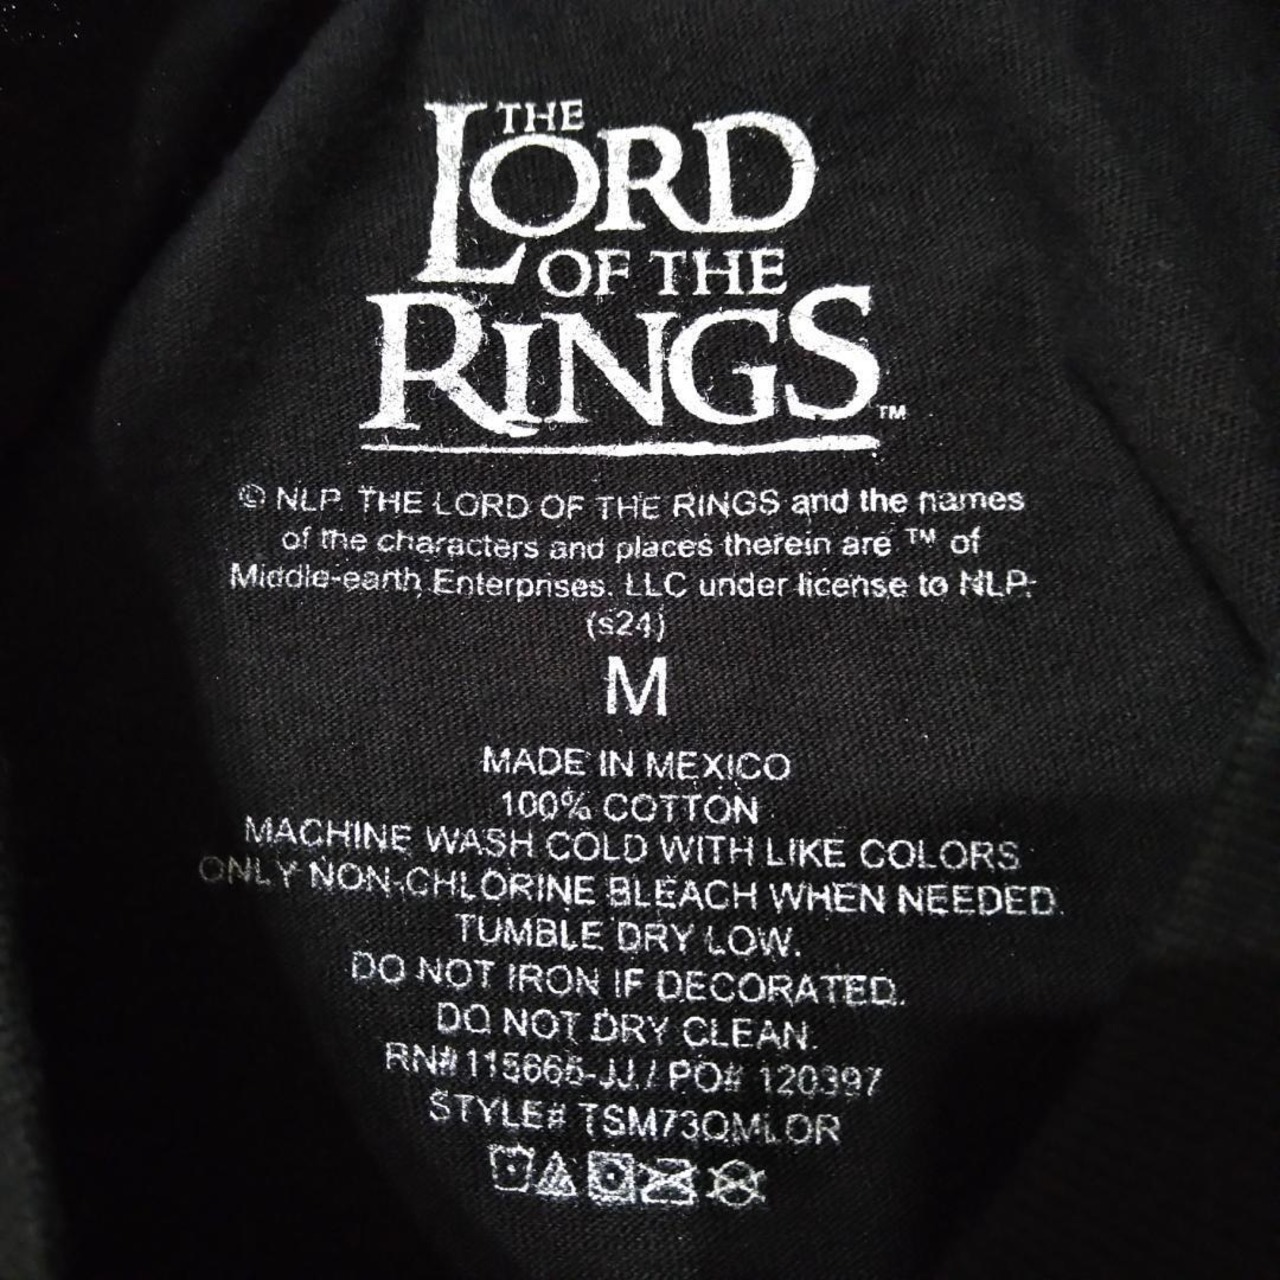 THE
LORD
OF THE
RINGS™
© NLP. THE LORD OF THE RINGS and the names
of the characters and places therein are ™ of
Middle-earth Enterprises, LLC under license to NLP.
(s24)
M
MADE IN MEXICO
100% COTTON
MACHINE WASH COLD WITH LIKE COLORS
ONLY NON-CHLORINE BLEACH WHEN NEEDED.
TUMBLE DRY LOW.
DO NOT IRON IF DECORATED.
DO NOT DRY CLEAN.
RN# 115665-JJ / PO# 120397
STYLE# TSM73QMLOR